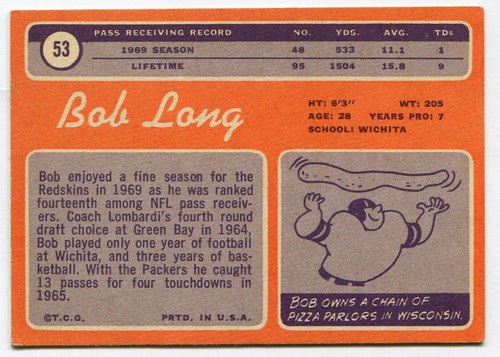 53
PASS RECEIVING RECORD NO. YDS. AVG. TDs
1969 SEASON 48 533 11.1 1
LIFETIME 95 1504 15.8 9
Bob Long
HT: 6'3" WT: 205
AGE: 28 YEARS PRO: 7
SCHOOL: WICHITA
Bob enjoyed a fine season for the
Redskins in 1969 as he was ranked
fourteenth among NFL pass receiv-
ers. Coach Lombardi's fourth round
draft choice at Green Bay in 1964,
Bob played only one year of football
at Wichita, and three years of bas-
ketball. With the Packers he caught
13 passes for four touchdowns in
1965.
©T.C.G. PRTD. IN U.S.A.
BOB OWNS A CHAIN OF
PIZZA PARLORS IN WISCONSIN.